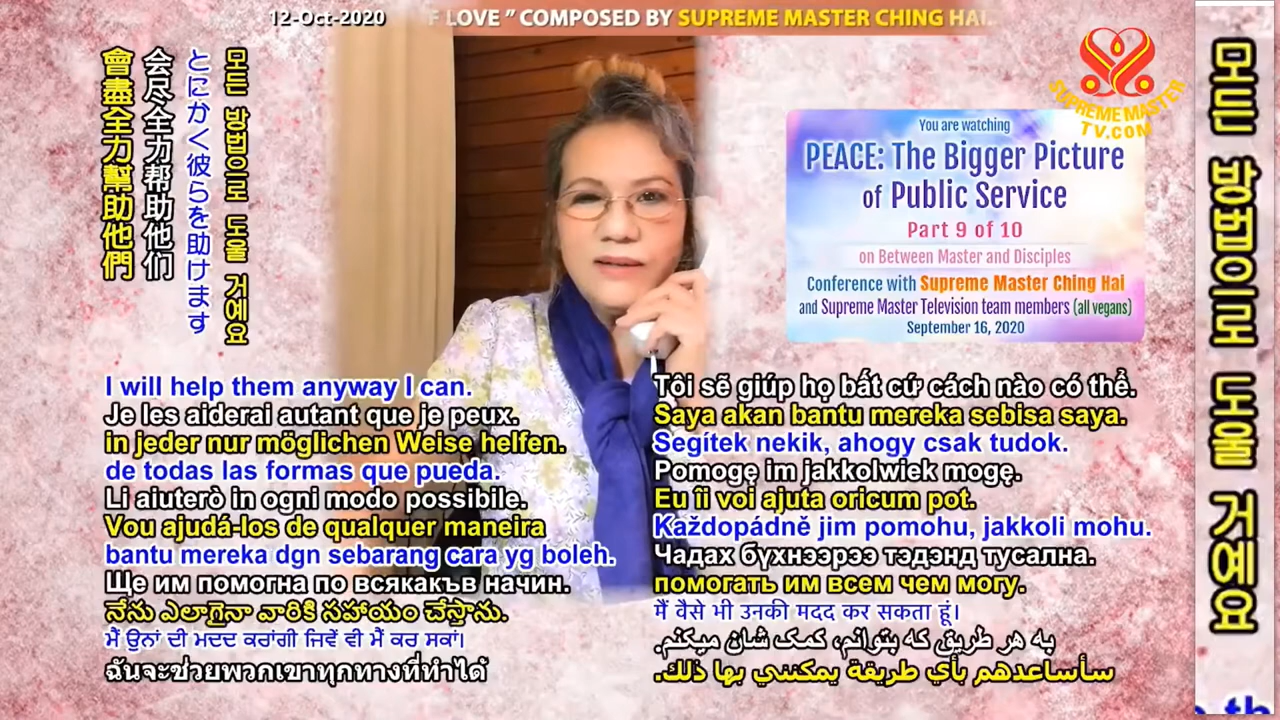 12-Oct-2020
F LOVE ” COMPOSED BY SUPREME MASTER CHING HAI.
SUPREME MASTER
TV.COM
You are watching
PEACE: The Bigger Picture
of Public Service
Part 9 of 10
on Between Master and Disciples
Conference with Supreme Master Ching Hai
and Supreme Master Television team members (all vegans)
September 16, 2020
모든 방법으로 도울 거예요
とにかく彼らを助けます
会尽全力帮助他们
會盡全力幫助他們
I will help them anyway I can.
Je les aiderai autant que je peux.
in jeder nur möglichen Weise helfen.
de todas las formas que pueda.
Li aiuterò in ogni modo possibile.
Vou ajudá-los de qualquer maneira
bantu mereka dgn sebarang cara yg boleh.
Ще им помогна по всякакъв начин.
నేను ఎలాగైనా వారికి సహాయం చేస్తాను.
ਮੈਂ ਉਨਾਂ ਦੀ ਮਦਦ ਕਰਾਂਗੀ ਜਿਵੇਂ ਵੀ ਮੈਂ ਕਰ ਸਕਾਂ।
ฉันจะช่วยพวกเขาทุกทางที่ทำได้
Tôi sẽ giúp họ bất cứ cách nào có thể.
Saya akan bantu mereka sebisa saya.
Segítek nekik, ahogy csak tudok.
Pomogę im jakkolwiek mogę.
Eu îi voi ajuta oricum pot.
Každopádně jim pomohu, jakkoli mohu.
Чадах бүхнээрээ тэдэнд тусална.
помогать им всем чем могу.
मैं वैसे भी उनकी मदद कर सकता हूं।
به هر طریق که بتوانم، کمک شان میکنم.
سأساعدهم بأي طريقة يمكنني بها ذلك.
모든 방법으로 도울 거예요